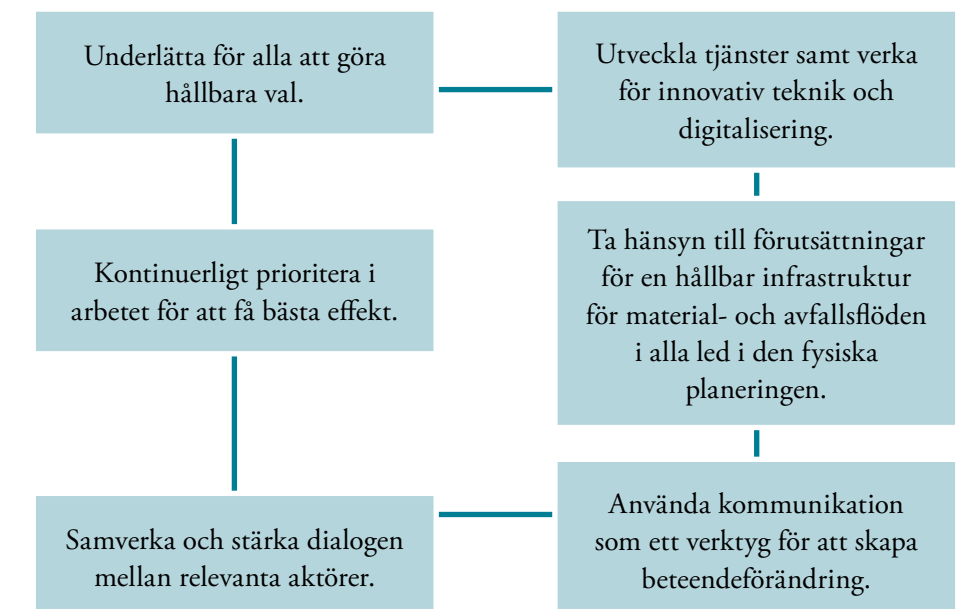 Underlätta för alla att göra
hållbara val.
Utveckla tjänster samt verka
för innovativ teknik och
digitalisering.
Kontinuerligt prioritera i
arbetet för att få bästa effekt.
Ta hänsyn till förutsättningar
för en hållbar infrastruktur
för material- och avfallsflöden
i alla led i den fysiska
planeringen.
Samverka och stärka dialogen
mellan relevanta aktörer.
Använda kommunikation
som ett verktyg för att skapa
beteendeförändring.